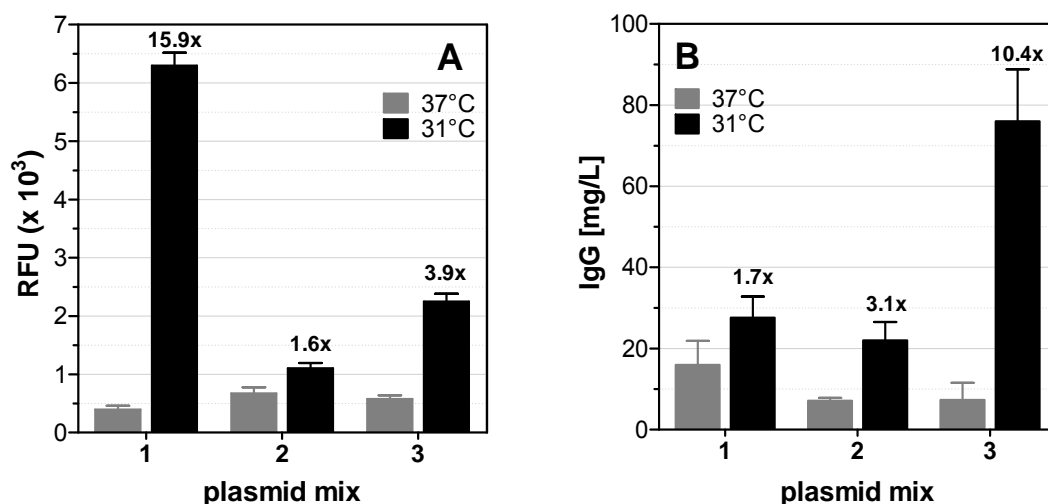 A
37°C
31°C
RFU (x 10³)
7
6
5
4
3
2
1
0
15.9x
1.6x
3.9x
1 2 3
plasmid mix
B
37°C
31°C
IgG [mg/L]
100
80
60
40
20
0
1.7x
3.1x
10.4x
1 2 3
plasmid mix